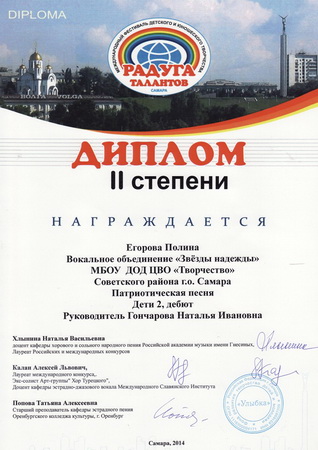 DIPLOMA
МЕЖДУНАРОДНЫЙ ФЕСТИВАЛЬ ДЕТСКОГО И ЮНОШЕСКОГО ТВОРЧЕСТВА
РАДУГА
ТАЛАНТОВ
САМАРА
ВОЛГА VOLGA
ДИПЛОМ
II степени
НАГРАЖДАЕТСЯ
Егорова Полина
Вокальное объединение «Звёзды надежды»
МБОУ ДОД ЦВО «Творчество»
Советского района г.о. Самара
Патриотическая песня
Дети 2, дебют
Руководитель Гончарова Наталья Ивановна
Хлынина Наталья Васильевна
доцент кафедры хорового и сольного народного пения Российской академии музыки имени Гнесиных,
Лауреат Российских и международных конкурсов
Калан Алексей Львович,
Лауреат международного конкурса,
Экс-солист Арт-группы" Хор Турецкого",
Доцент кафедры эстрадно-джазового вокала Международного Славянского Института
Попова Татьяна Алексеевна
Старший преподаватель кафедры эстрадного пения
Оренбургского колледжа культуры, г. Оренбург
«Улыбка»
Самара, 2014